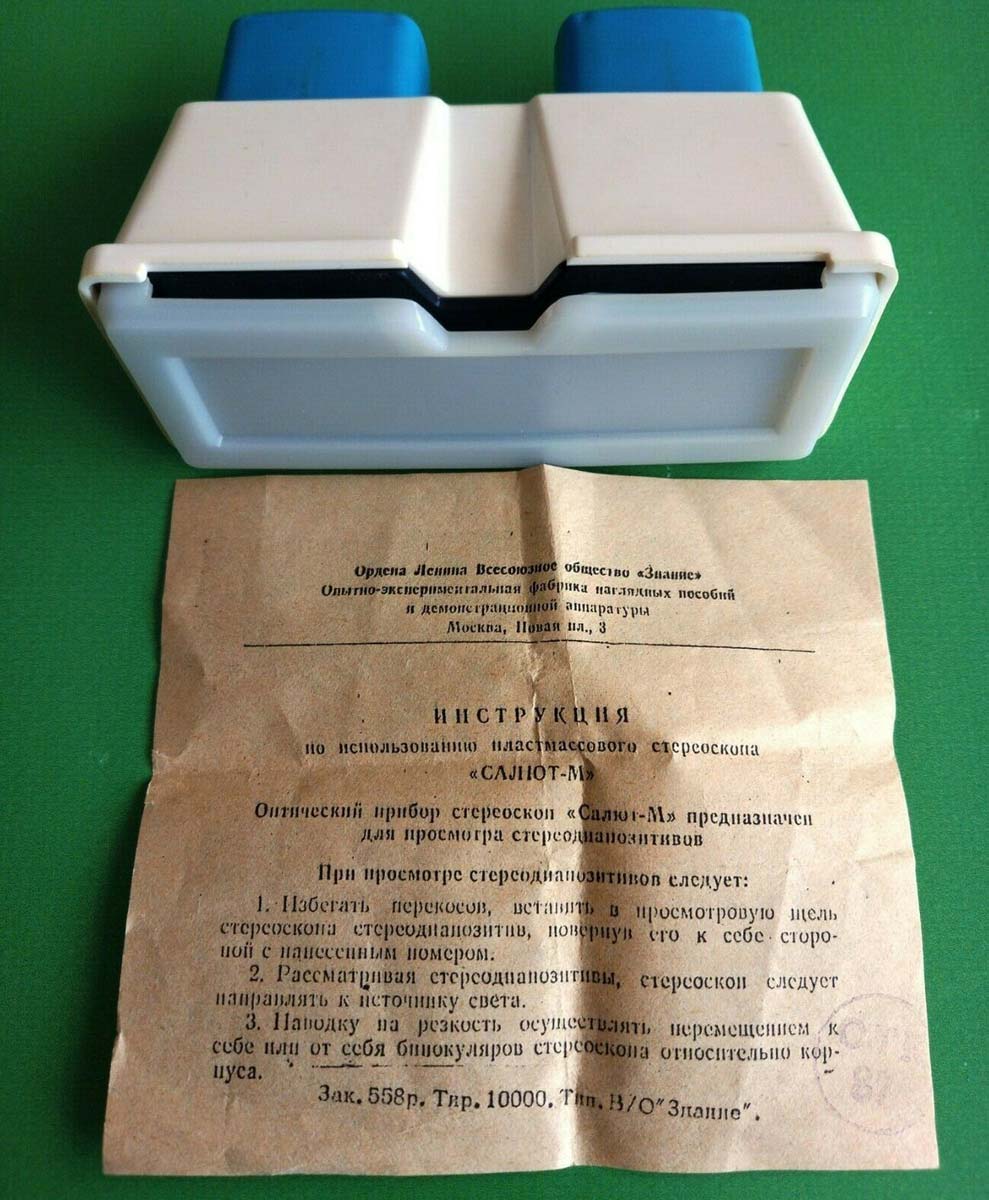 Ордена Ленина Всесоюзное общество «Знание»
Опытно-экспериментальная фабрика наглядных пособий
и демонстрационной аппаратуры
Москва, Новая пл., 3
ИНСТРУКЦИЯ
по использованию пластмассового стереоскопа
«САЛЮТ-М»
Оптический прибор стереоскоп «Салют-М» предназначен
для просмотра стереодиапозитивов
При просмотре стереодиапозитивов следует:
1. Избегать перекосов, вставить в просмотровую щель
стереоскопа стереодиапозитив, повернув его к себе сторо-
ной с нанесенным номером.
2. Рассматривая стереодиапозитивы, стереоскоп следует
направлять к источнику света.
3. Наводку на резкость осуществлять перемещением к
себе или от себя бинокуляров стереоскопа относительно кор-
пуса.
Зак. 558р. Тир. 10000. Тип. В/О "Знание".